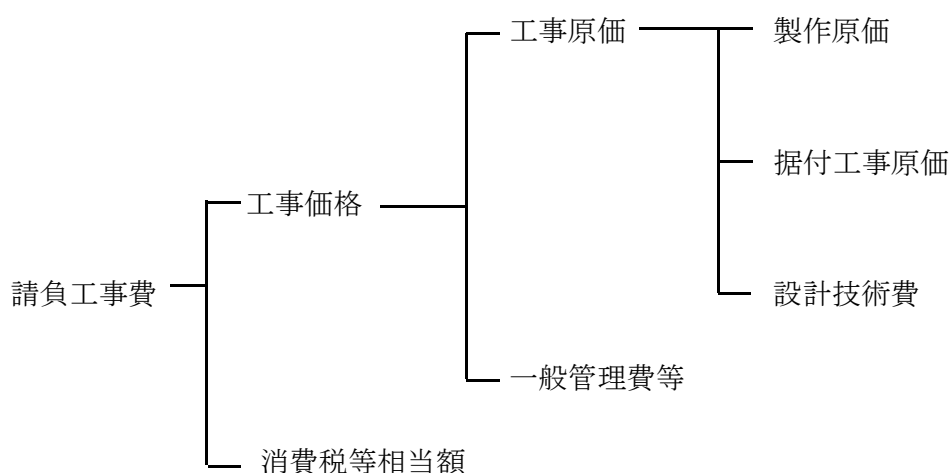 工事原価
製作原価
据付工事原価
工事価格
請負工事費
設計技術費
一般管理費等
消費税等相当額